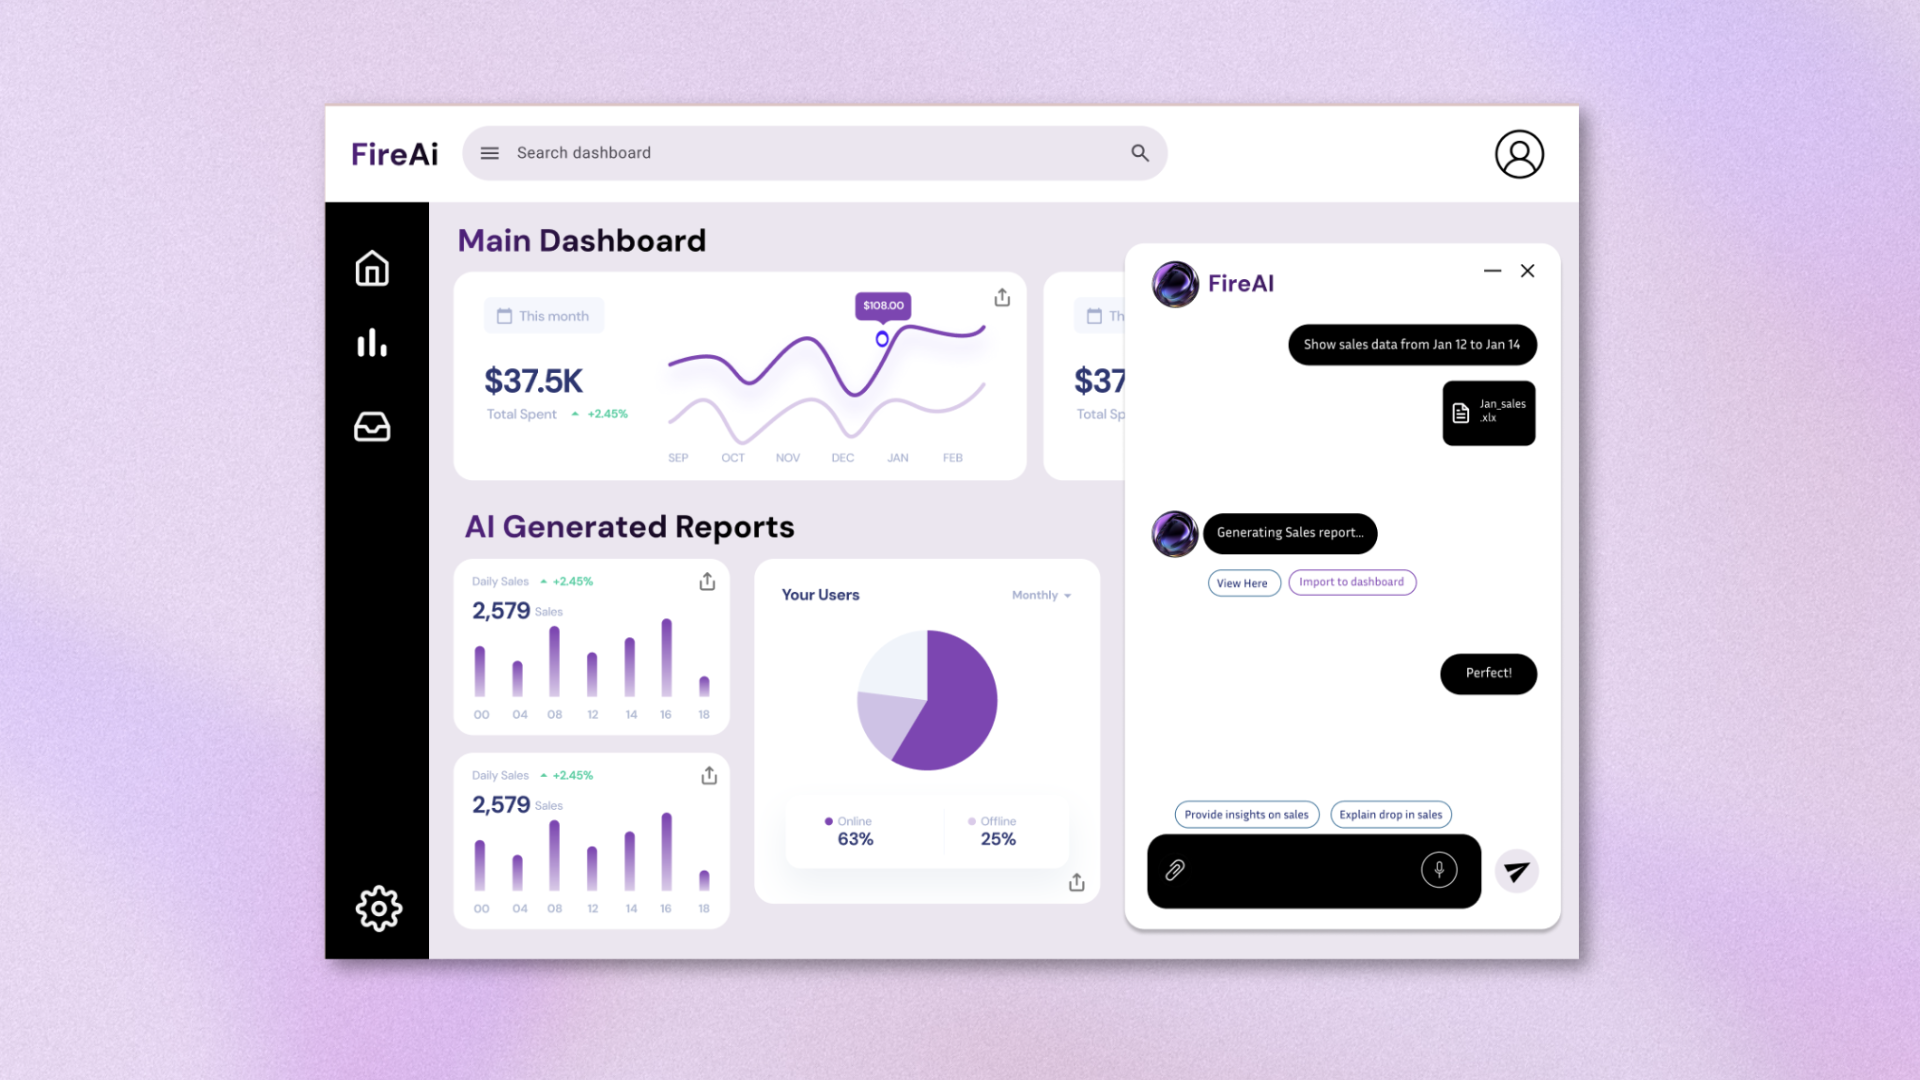 FireAi
Search dashboard
Main Dashboard
This month
$37.5K
Total Spent +2.45%
$108.00
SEP OCT NOV DEC JAN FEB
Th
$37
Total Sp
AI Generated Reports
Daily Sales +2.45%
2,579 Sales
00 04 08 12 14 16 18
Daily Sales +2.45%
2,579 Sales
00 04 08 12 14 16 18
Your Users
Monthly
Online
63%
Offline
25%
FireAI
Show sales data from Jan 12 to Jan 14
Jan_sales
.xlx
Generating Sales report...
View Here
Import to dashboard
Perfect!
Provide insights on sales
Explain drop in sales